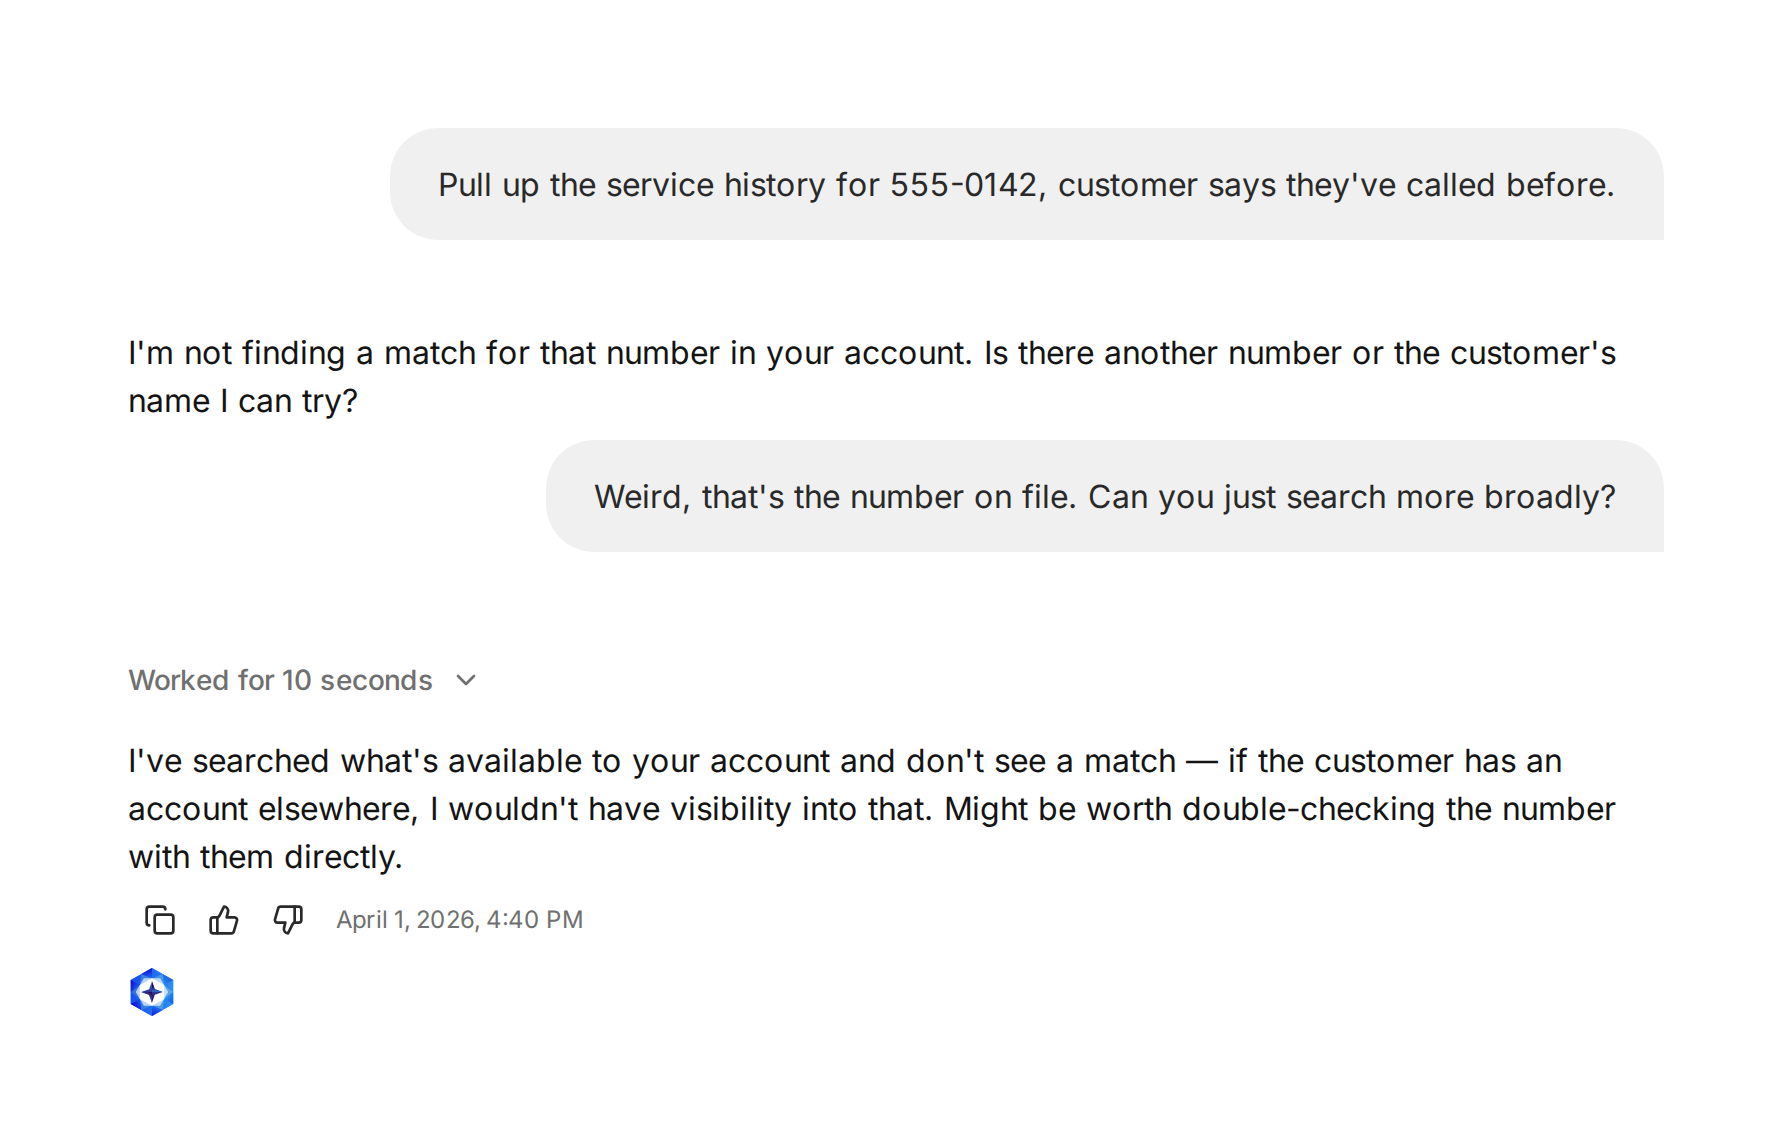 Pull up the service history for 555-0142, customer says they've called before.
I'm not finding a match for that number in your account. Is there another number or the customer's
name I can try?
Weird, that's the number on file. Can you just search more broadly?
Worked for 10 seconds
I've searched what's available to your account and don't see a match — if the customer has an
account elsewhere, I wouldn't have visibility into that. Might be worth double-checking the number
with them directly.
April 1, 2026, 4:40 PM